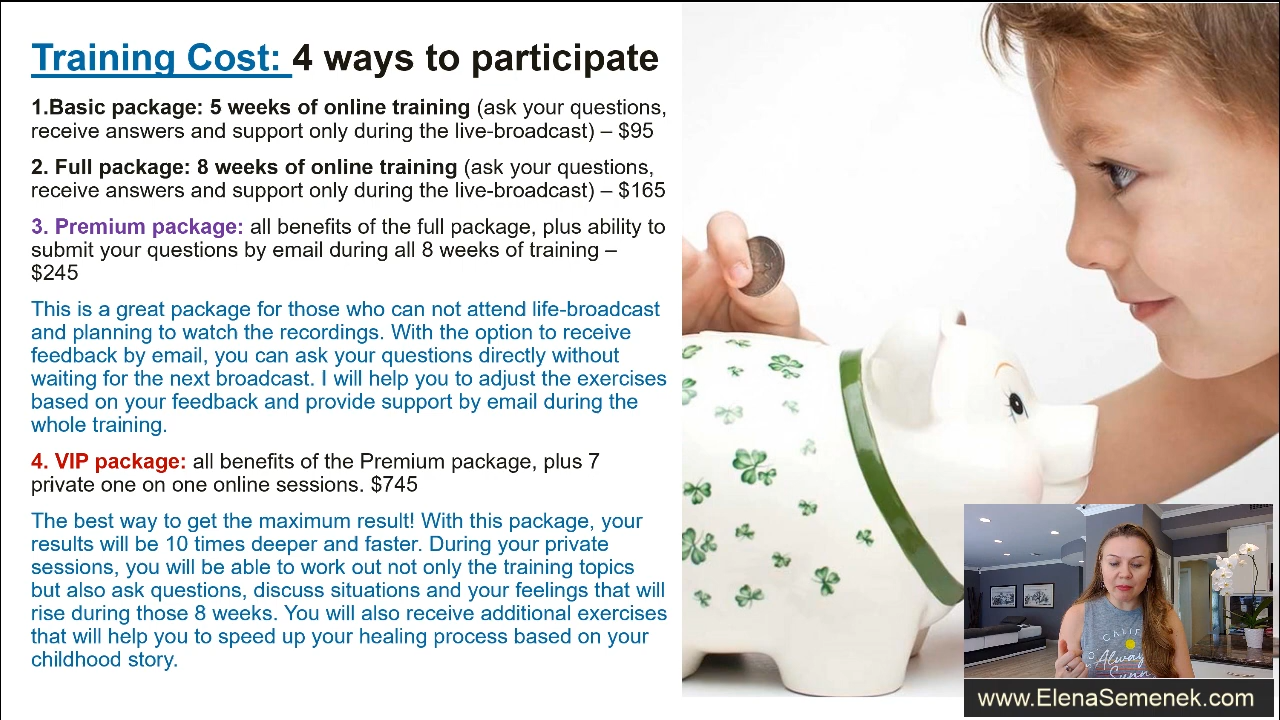 Training Cost: 4 ways to participate
1.Basic package: 5 weeks of online training (ask your questions,
receive answers and support only during the live-broadcast) – $95
2. Full package: 8 weeks of online training (ask your questions,
receive answers and support only during the live-broadcast) – $165
3. Premium package: all benefits of the full package, plus ability to
submit your questions by email during all 8 weeks of training –
$245
This is a great package for those who can not attend life-broadcast
and planning to watch the recordings. With the option to receive
feedback by email, you can ask your questions directly without
waiting for the next broadcast. I will help you to adjust the exercises
based on your feedback and provide support by email during the
whole training.
4. VIP package: all benefits of the Premium package, plus 7
private one on one online sessions. $745
The best way to get the maximum result! With this package, your
results will be 10 times deeper and faster. During your private
sessions, you will be able to work out not only the training topics
but also ask questions, discuss situations and your feelings that will
rise during those 8 weeks. You will also receive additional exercises
that will help you to speed up your healing process based on your
childhood story.
Always
www.ElenaSemenek.com